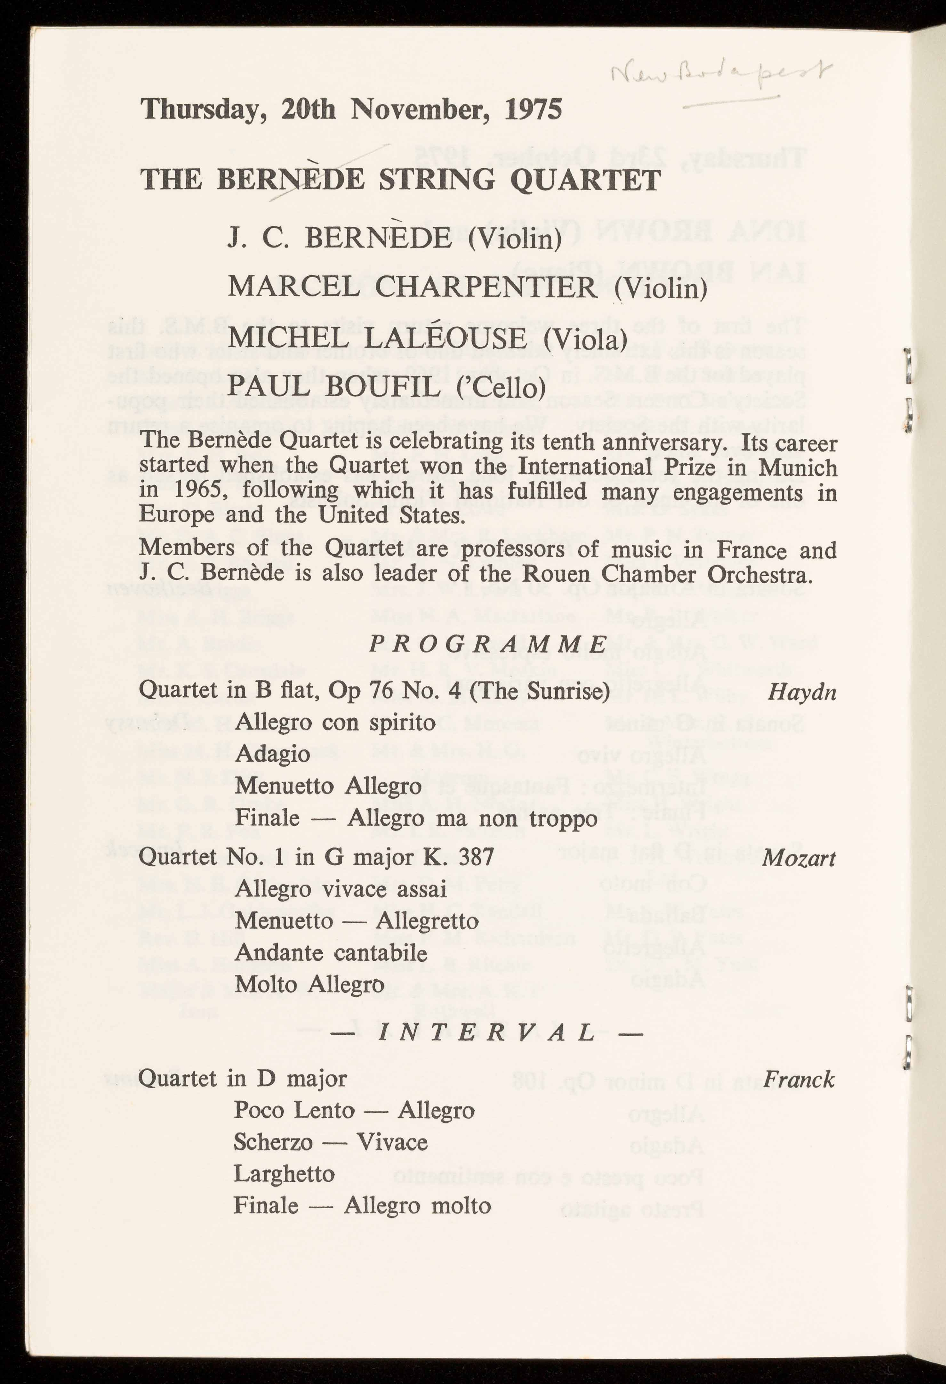 New Budapest
Thursday, 20th November, 1975
THE BERNÈDE STRING QUARTET
J. C. BERNÈDE (Violin)
MARCEL CHARPENTIER (Violin)
MICHEL LALÉOUSE (Viola)
PAUL BOUFIL (’Cello)
The Bernède Quartet is celebrating its tenth anniversary. Its career
started when the Quartet won the International Prize in Munich
in 1965, following which it has fulfilled many engagements in
Europe and the United States.
Members of the Quartet are professors of music in France and
J. C. Bernède is also leader of the Rouen Chamber Orchestra.
PROGRAMME
Quartet in B flat, Op 76 No. 4 (The Sunrise) Haydn
Allegro con spirito
Adagio
Menuetto Allegro
Finale — Allegro ma non troppo
Quartet No. 1 in G major K. 387 Mozart
Allegro vivace assai
Menuetto — Allegretto
Andante cantabile
Molto Allegro
— INTERVAL —
Quartet in D major Franck
Poco Lento — Allegro
Scherzo — Vivace
Larghetto
Finale — Allegro molto